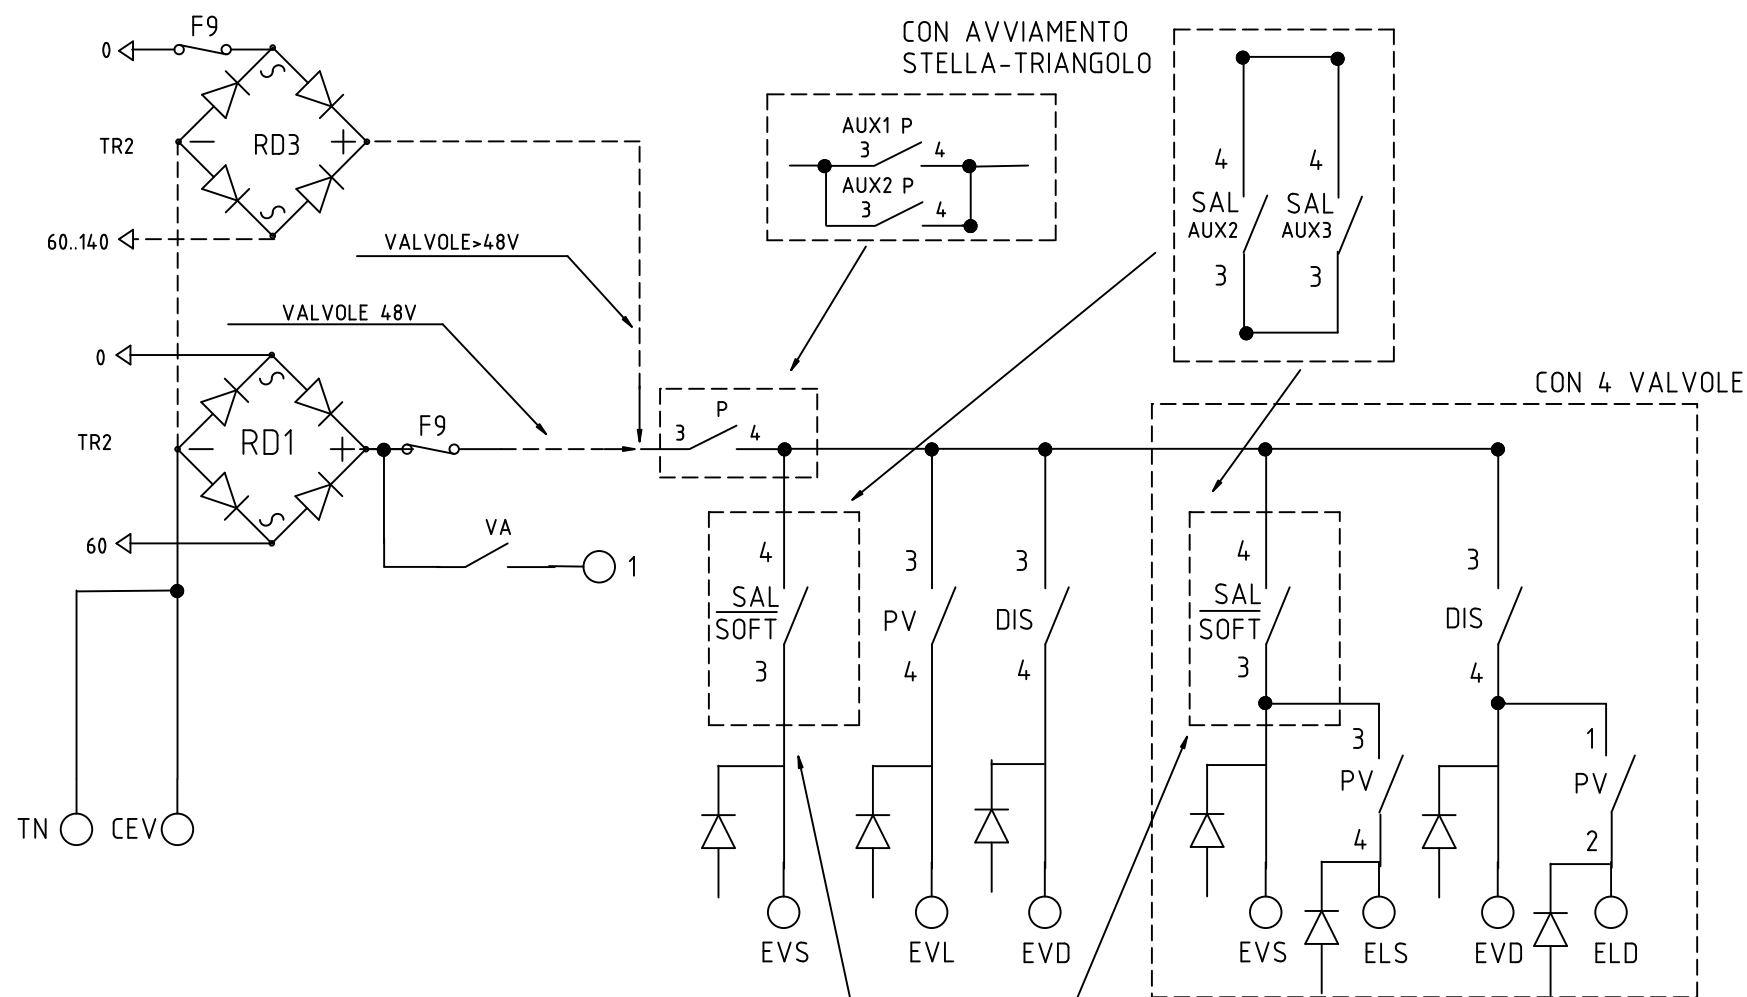 F9
0
TR2
RD3
60..140
VALVOLE>48V
VALVOLE 48V
0
TR2
RD1
F9
60
VA
1
TN
CEV
CON AVVIAMENTO
STELLA-TRIANGOLO
AUX1 P
3 4
AUX2 P
3 4
4 4
SAL SAL
AUX2 AUX3
3 3
P
3 4
CON 4 VALVOLE
4
SAL
SOFT
3
3
PV
4
3
DIS
4
4
SAL
SOFT
3
3
DIS
4
3
PV
4
1
PV
2
EVS
EVL
EVD
EVS
ELS
EVD
ELD